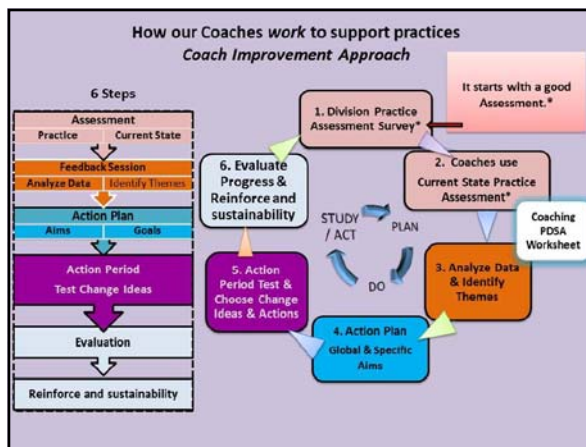 How our Coaches work to support practices
Coach Improvement Approach
6 Steps
Assessment
Practice
Current State
Feedback Session
Analyze Data
Identify Themes
Action Plan
Aims
Goals
Action Period
Test Change Ideas
Evaluation
Reinforce and sustainability
It starts with a good
Assessment.*
1. Division Practice
Assessment Survey*
2. Coaches use
Current State Practice
Assessment*
Coaching
PDSA
Worksheet
3. Analyze Data
& Identify
Themes
4. Action Plan
Global & Specific
Aims
5. Action
Period Test &
Choose Change
Ideas & Actions
6. Evaluate
Progress &
Reinforce and
sustainability
STUDY
/ ACT
PLAN
DO